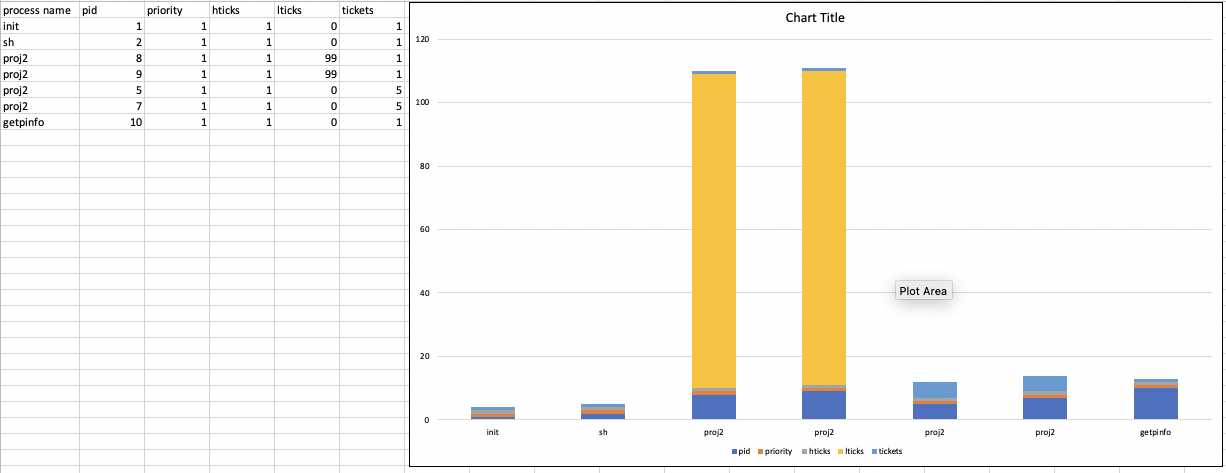 process name pid priority hticks lticks tickets
init 1 1 1 0 1
sh 2 1 1 0 1
proj2 8 1 1 99 1
proj2 9 1 1 99 1
proj2 5 1 1 0 5
proj2 7 1 1 0 5
getpinfo 10 1 1 0 1
Chart Title
120
100
80
60
40
20
0
Plot Area
init sh proj2 proj2 proj2 proj2 getpinfo
pid priority hticks lticks tickets